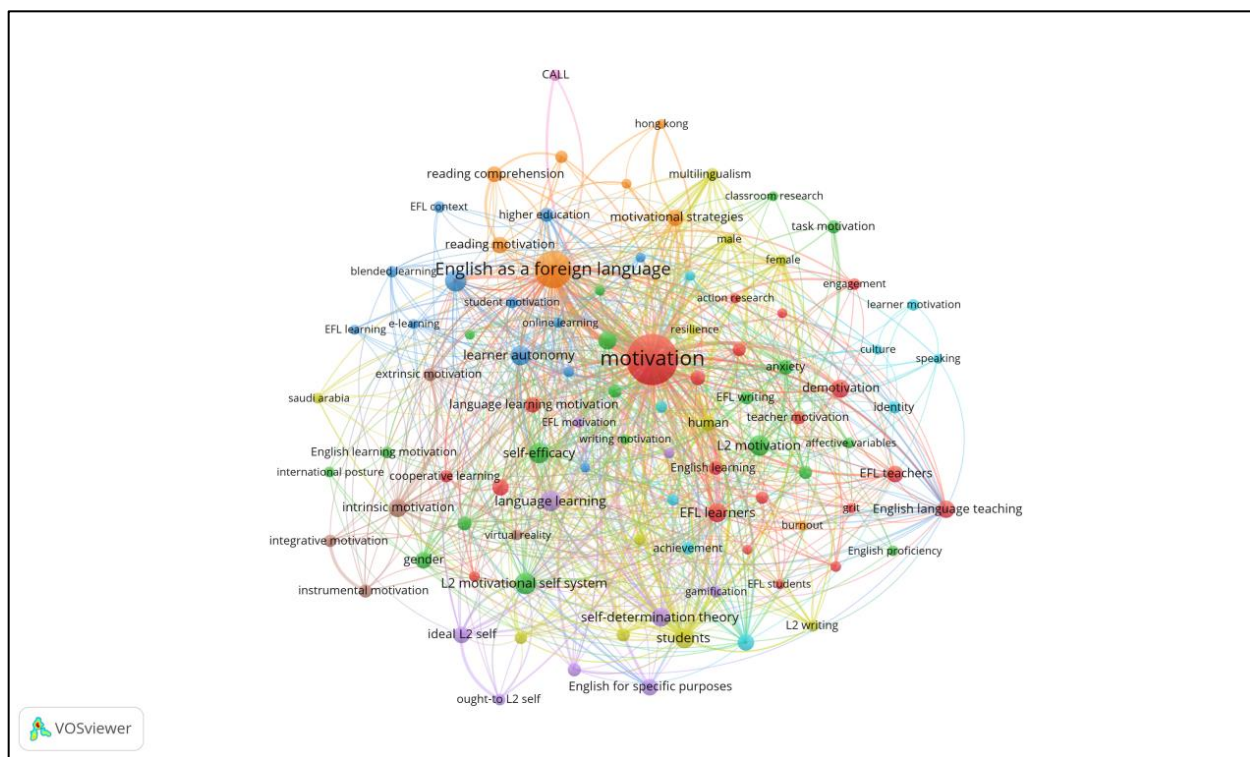 CALL
hong kong
reading comprehension
multilingualism
classroom research
EFL context
higher education
motivational strategies
task motivation
reading motivation
male
female
English as a foreign language
blended learning
engagement
student motivation
action research
learner motivation
EFL learning
e-learning
online learning
resilience
culture
speaking
learner autonomy
motivation
extrinsic motivation
anxiety
demotivation
saudi arabia
language learning motivation
EFL writing
identity
EFL motivation
human
teacher motivation
writing motivation
L2 motivation
affective variables
English learning motivation
self-efficacy
international posture
cooperative learning
English learning
EFL teachers
intrinsic motivation
language learning
EFL learners
grit
English language teaching
integrative motivation
virtual reality
burnout
achievement
English proficiency
gender
instrumental motivation
L2 motivational self system
EFL students
gamification
self-determination theory
L2 writing
ideal L2 self
students
English for specific purposes
ought-to L2 self
VOSviewer